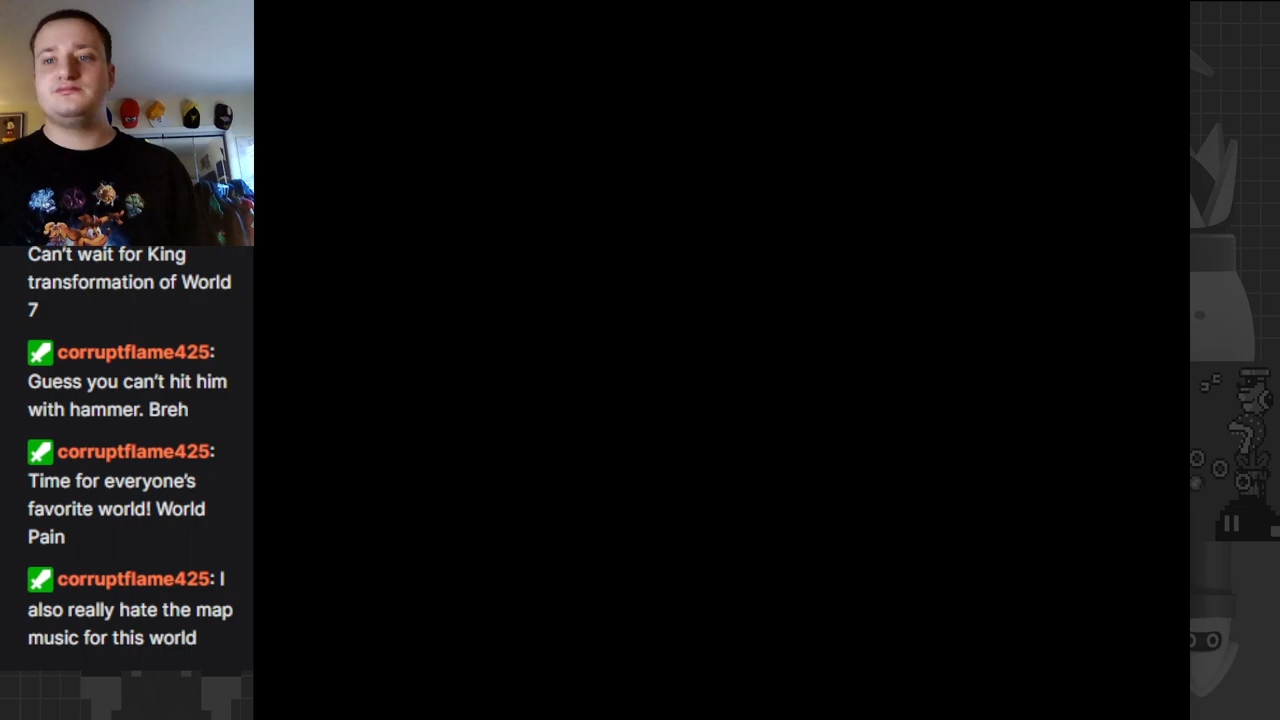 Can't wait for King
transformation of World
7
corruptflame425:
Guess you can't hit him
with hammer. Breh
corruptflame425:
Time for everyone's
favorite world! World
Pain
corruptflame425: I
also really hate the map
music for this world